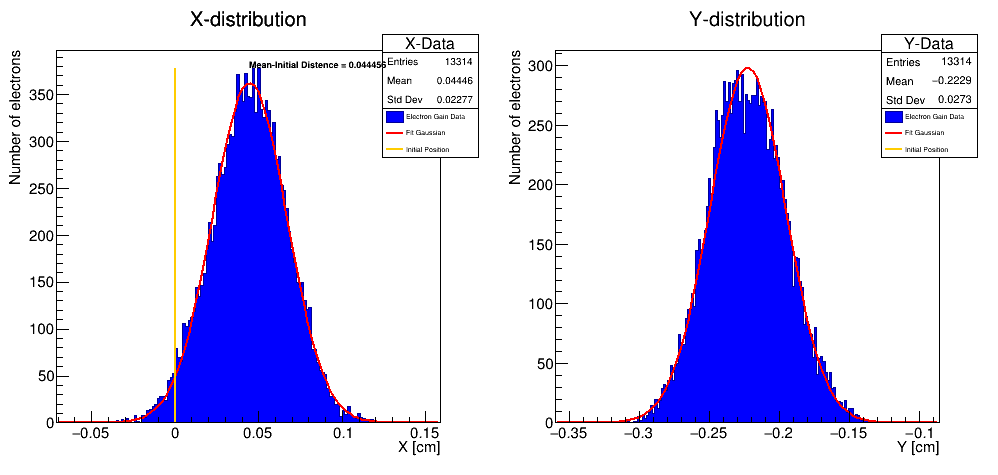 X-distribution
Number of electrons
Mean-Initial Distence = 0.044456
X-Data
Entries 13314
Mean 0.04446
Std Dev 0.02277
Electron Gain Data
Fit Gaussian
Initial Position
350
300
250
200
150
100
50
0
−0.05 0 0.05 0.1 0.15
X [cm]
Y-distribution
Number of electrons
Y-Data
Entries 13314
Mean −0.2229
Std Dev 0.0273
Electron Gain Data
Fit Gaussian
Initial Position
300
250
200
150
100
50
0
−0.35 −0.3 −0.25 −0.2 −0.15 −0.1
Y [cm]